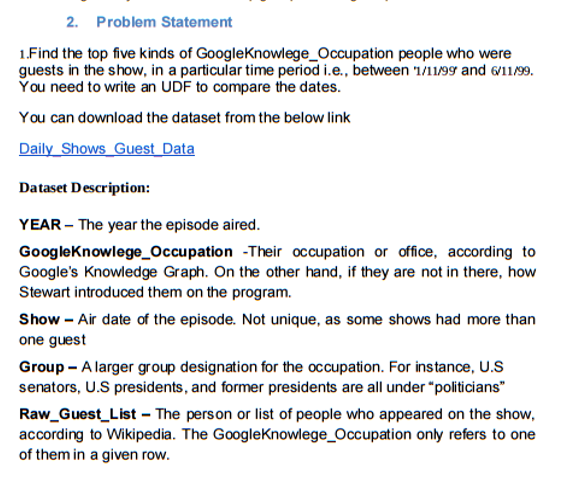 2. Problem Statement
1.Find the top five kinds of GoogleKnowlege_Occupation people who were
guests in the show, in a particular time period i.e., between '1/11/99' and 6/11/99.
You need to write an UDF to compare the dates.
You can download the dataset from the below link
Daily_Shows_Guest_Data
Dataset Description:
YEAR – The year the episode aired.
GoogleKnowlege_Occupation -Their occupation or office, according to
Google's Knowledge Graph. On the other hand, if they are not in there, how
Stewart introduced them on the program.
Show – Air date of the episode. Not unique, as some shows had more than
one guest
Group – A larger group designation for the occupation. For instance, U.S
senators, U.S presidents, and former presidents are all under "politicians"
Raw_Guest_List – The person or list of people who appeared on the show,
according to Wikipedia. The GoogleKnowlege_Occupation only refers to one
of them in a given row.